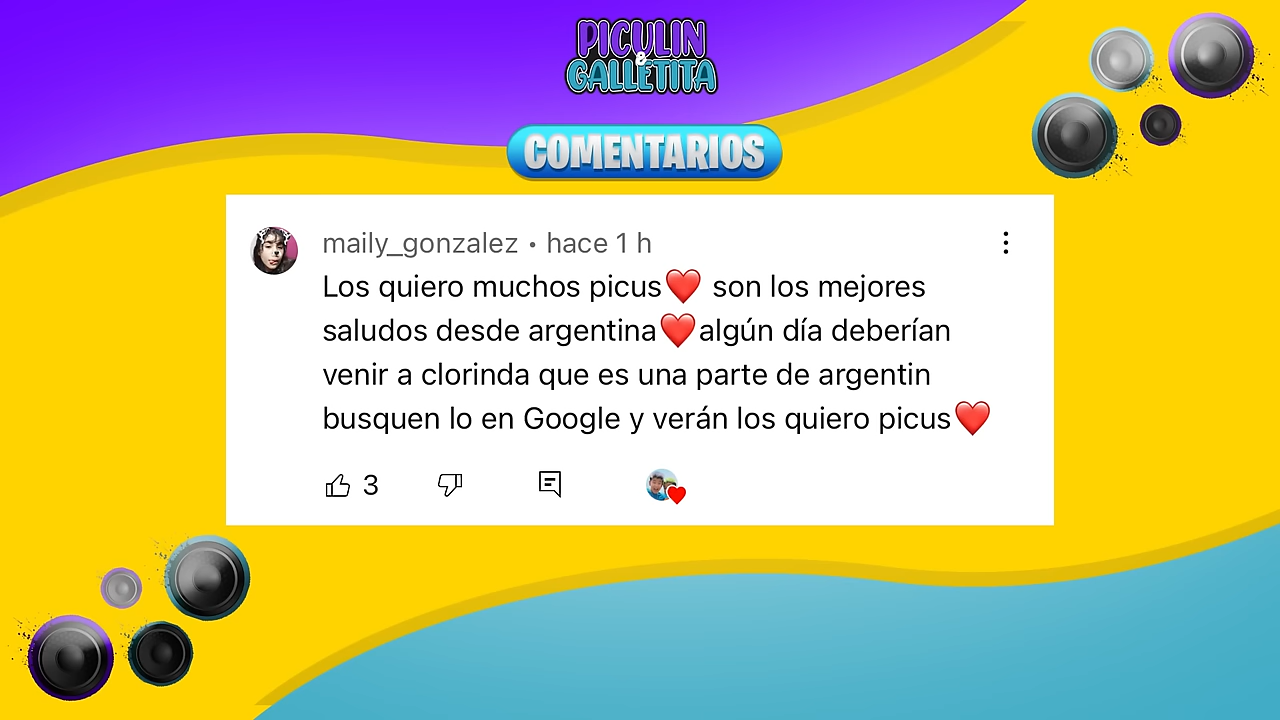 PICULIN
&
GALLETITA
COMENTARIOS
maily_gonzalez • hace 1 h
Los quiero muchos picus❤️ son los mejores
saludos desde argentina❤️algún día deberían
venir a clorinda que es una parte de argentin
busquen lo en Google y verán los quiero picus❤️
3